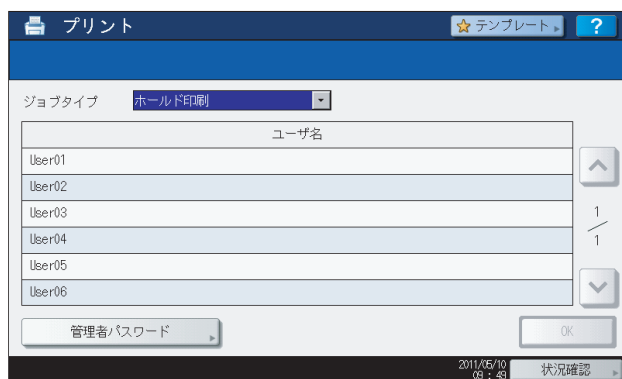 プリント
テンプレート
?
ジョブタイプ
ホールド印刷
ユーザ名
User01
User02
User03
User04
User05
User06
1
1
管理者パスワード
OK
2011/05/10
09 : 49
状況確認